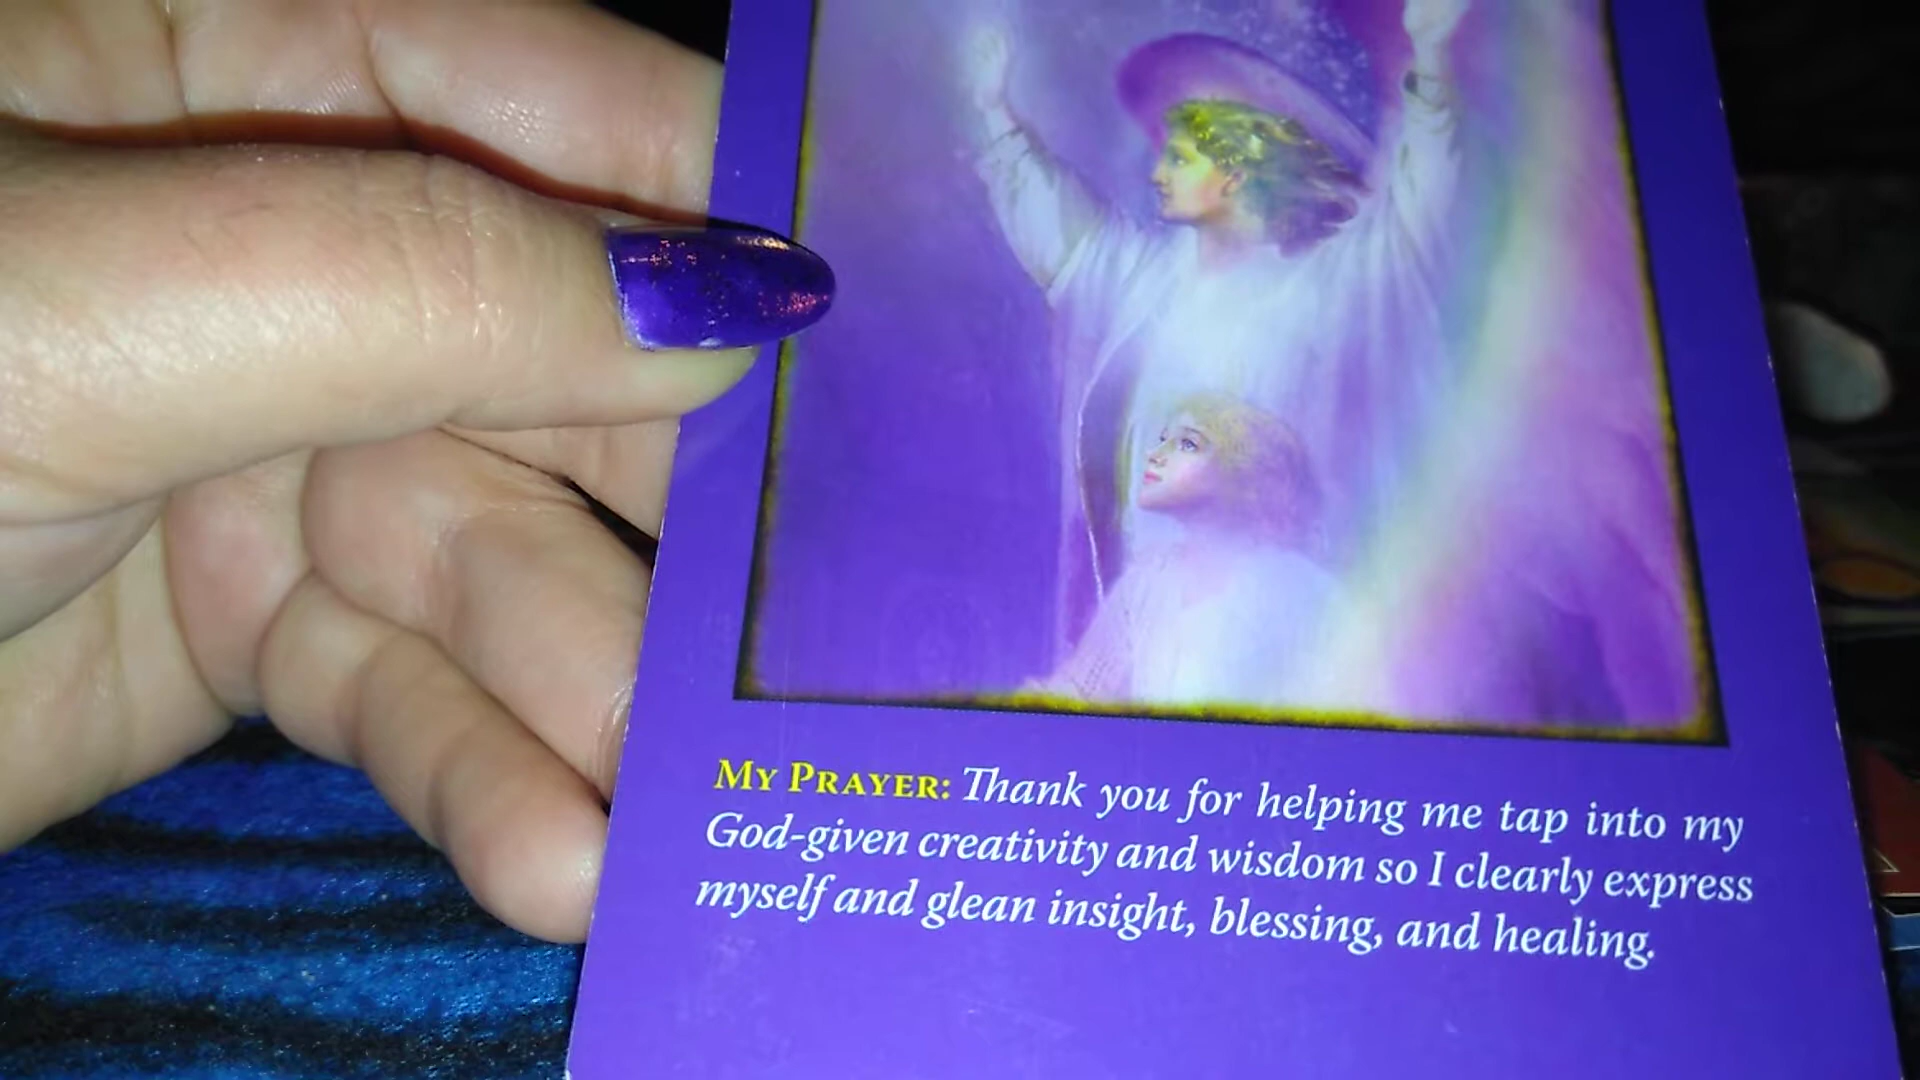 MY PRAYER: Thank you for helping me tap into my
God-given creativity and wisdom so I clearly express
myself and glean insight, blessing, and healing.